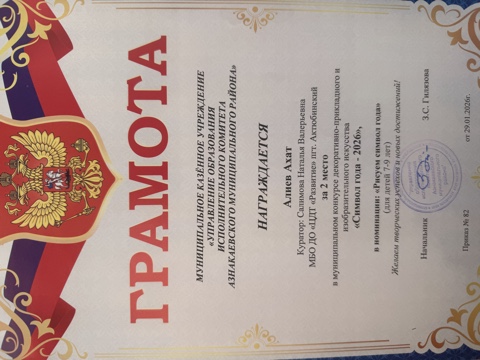 ГРАМОТА
МУНИЦИПАЛЬНОЕ КАЗЁННОЕ УЧРЕЖДЕНИЕ
«УПРАВЛЕНИЕ ОБРАЗОВАНИЯ
ИСПОЛНИТЕЛЬНОГО КОМИТЕТА
АЗНАКАЕВСКОГО МУНИЦИПАЛЬНОГО РАЙОНА»
НАГРАЖДАЕТСЯ
Алиев Ахат
Куратор: Салимова Наталья Валерьевна
МБО ДО «ЦДТ «Развитие» пгт. Актюбинский
за 2 место
в муниципальном конкурсе декоративно-прикладного и
изобразительного искусства
«Символ года - 2026»,
в номинации: «Рисуем символ года»
(для детей 7-9 лет)
Желаем творческих успехов и новых достижений!
Начальник З.С. Гилязова
Приказ № 82 от 29.01.2026г.